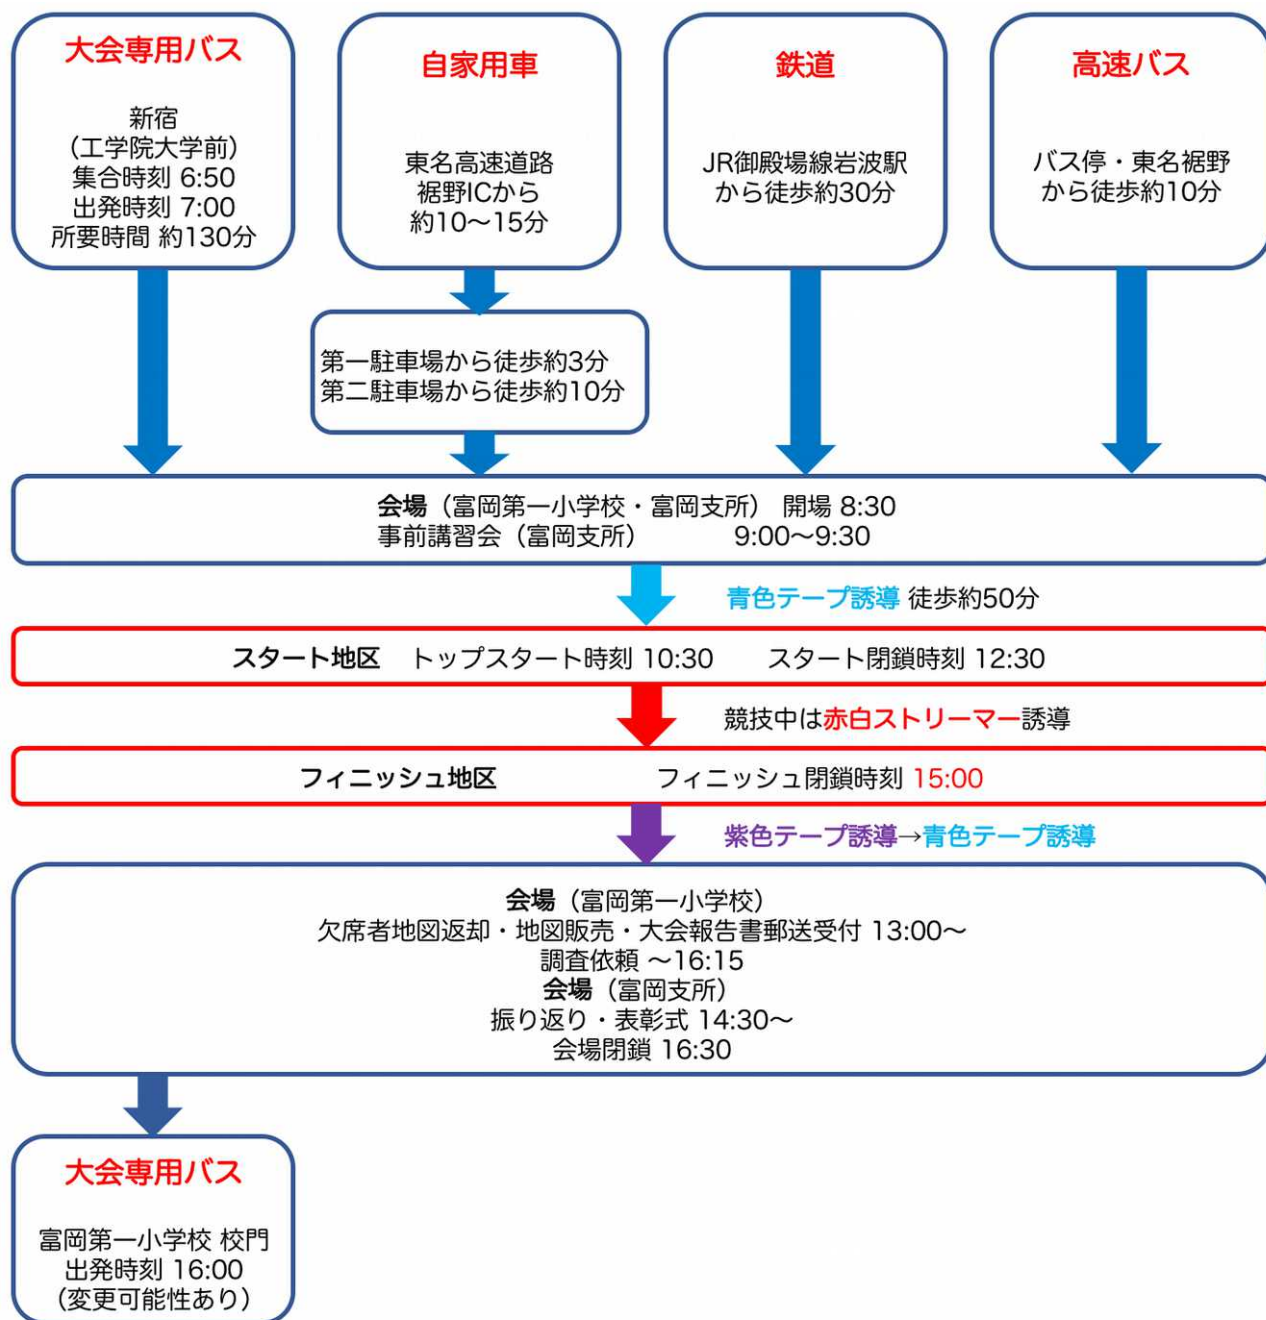 大会専用バス
新宿
（工学院大学前）
集合時刻 6:50
出発時刻 7:00
所要時間 約130分
自家用車
東名高速道路
裾野ICから
約10～15分
鉄道
JR御殿場線岩波駅
から徒歩約30分
高速バス
バス停・東名裾野
から徒歩約10分
第一駐車場から徒歩約3分
第二駐車場から徒歩約10分
会場（富岡第一小学校・富岡支所） 開場 8:30
事前講習会（富岡支所） 9:00～9:30
青色テープ誘導 徒歩約50分
スタート地区 トップスタート時刻 10:30 スタート閉鎖時刻 12:30
競技中は赤白ストリーマー誘導
フィニッシュ地区 フィニッシュ閉鎖時刻 15:00
紫色テープ誘導→青色テープ誘導
会場（富岡第一小学校）
欠席者地図返却・地図販売・大会報告書郵送受付 13:00～
調査依頼 ～16:15
会場（富岡支所）
振り返り・表彰式 14:30～
会場閉鎖 16:30
大会専用バス
富岡第一小学校 校門
出発時刻 16:00
（変更可能性あり）